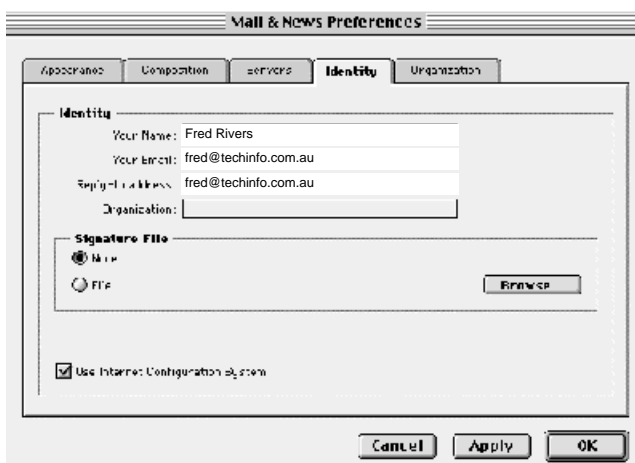 Mail & News Preferences
Appearance Composition Servers Identity Organization
Identity
Your Name: Fred Rivers
Your Email: fred@techinfo.com.au
Reply-to address: fred@techinfo.com.au
Organization:
Signature File
None
File
Browse
Use Internet Configuration System
Cancel Apply OK